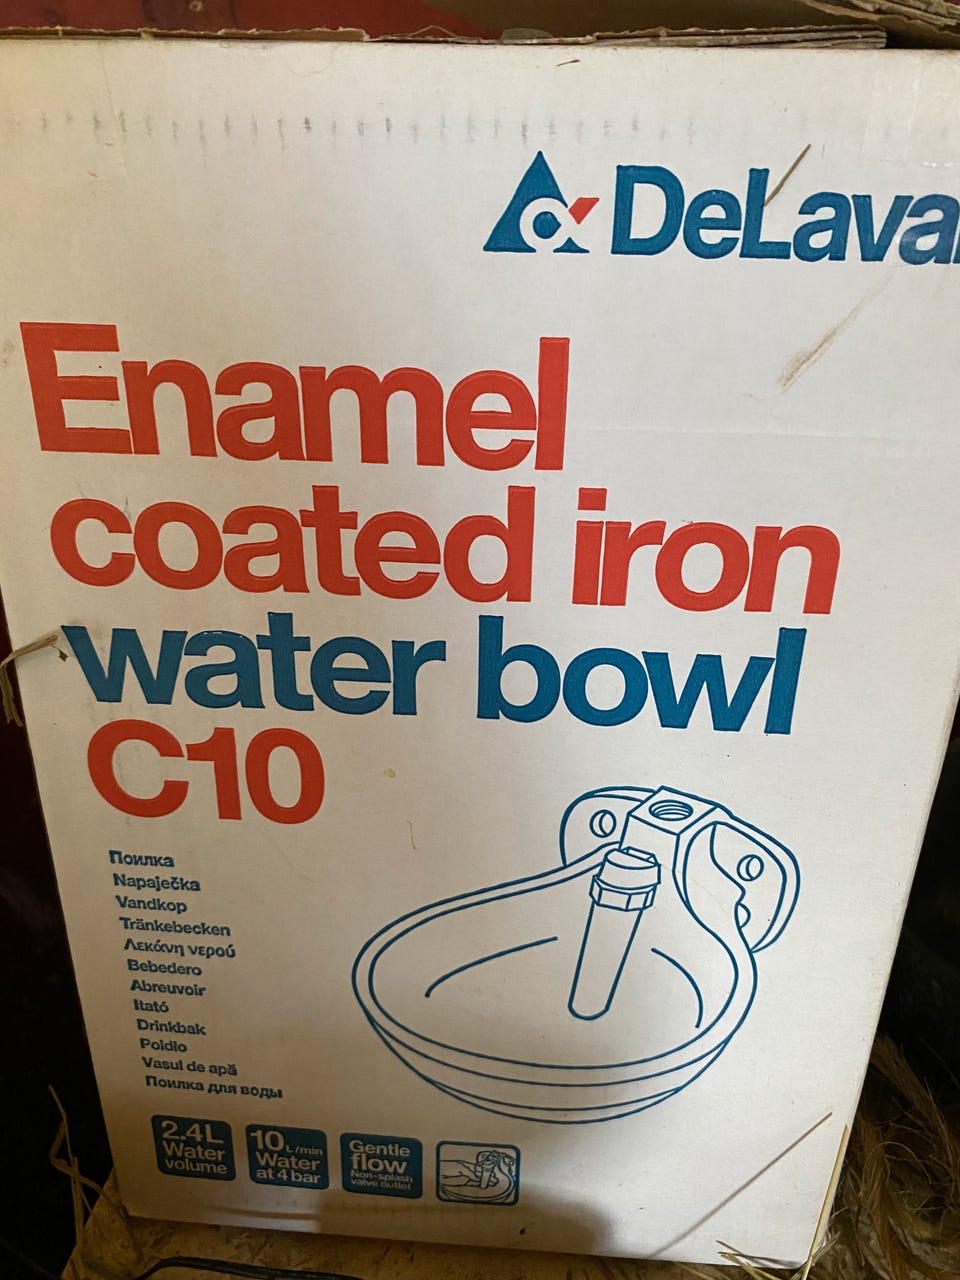 DeLaval
Enamel
coated iron
water bowl
C10
Поилка
Napaječka
Vandkop
Tränkebecken
Λεκάνη νερού
Bebedero
Abreuvoir
Itató
Drinkbak
Poidło
Vasul de apă
Поилка для воды
2.4L
Water
volume
10 L/min
Water
at 4 bar
Gentle
flow
Non-splash
valve outlet